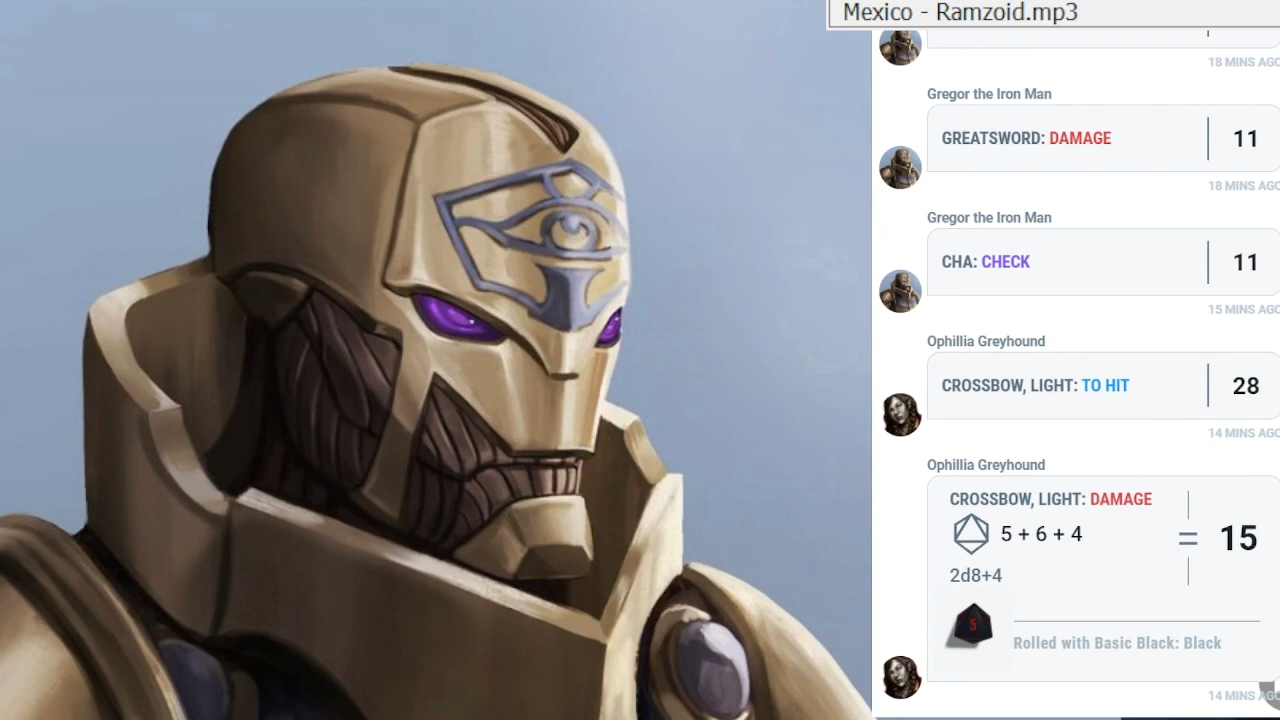 Mexico - Ramzoid.mp3
18 MINS AGO
Gregor the Iron Man
GREATSWORD: DAMAGE
11
18 MINS AGO
Gregor the Iron Man
CHA: CHECK
11
15 MINS AGO
Ophillia Greyhound
CROSSBOW, LIGHT: TO HIT
28
14 MINS AGO
Ophillia Greyhound
CROSSBOW, LIGHT: DAMAGE
5 + 6 + 4
= 15
2d8+4
5
Rolled with Basic Black: Black
14 MINS AGO